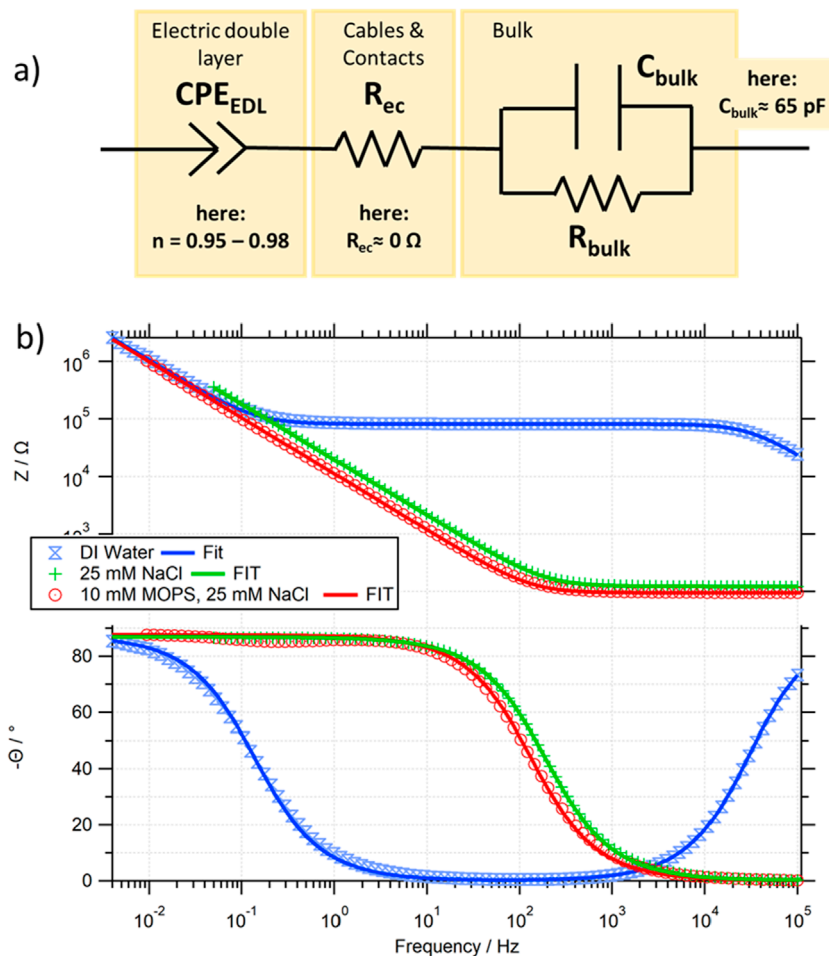 a)
Electric double
layer
CPE_EDL
here:
n = 0.95 – 0.98
Cables &
Contacts
R_ec
here:
R_ec≈ 0 Ω
Bulk
C_bulk
R_bulk
here:
C_bulk≈ 65 pF
b)
Z / Ω
10^6
10^5
10^4
10^3
DI Water Fit
25 mM NaCl FIT
10 mM MOPS, 25 mM NaCl FIT
-Θ / °
80
60
40
20
0
10^-2 10^-1 10^0 10^1 10^2 10^3 10^4 10^5
Frequency / Hz